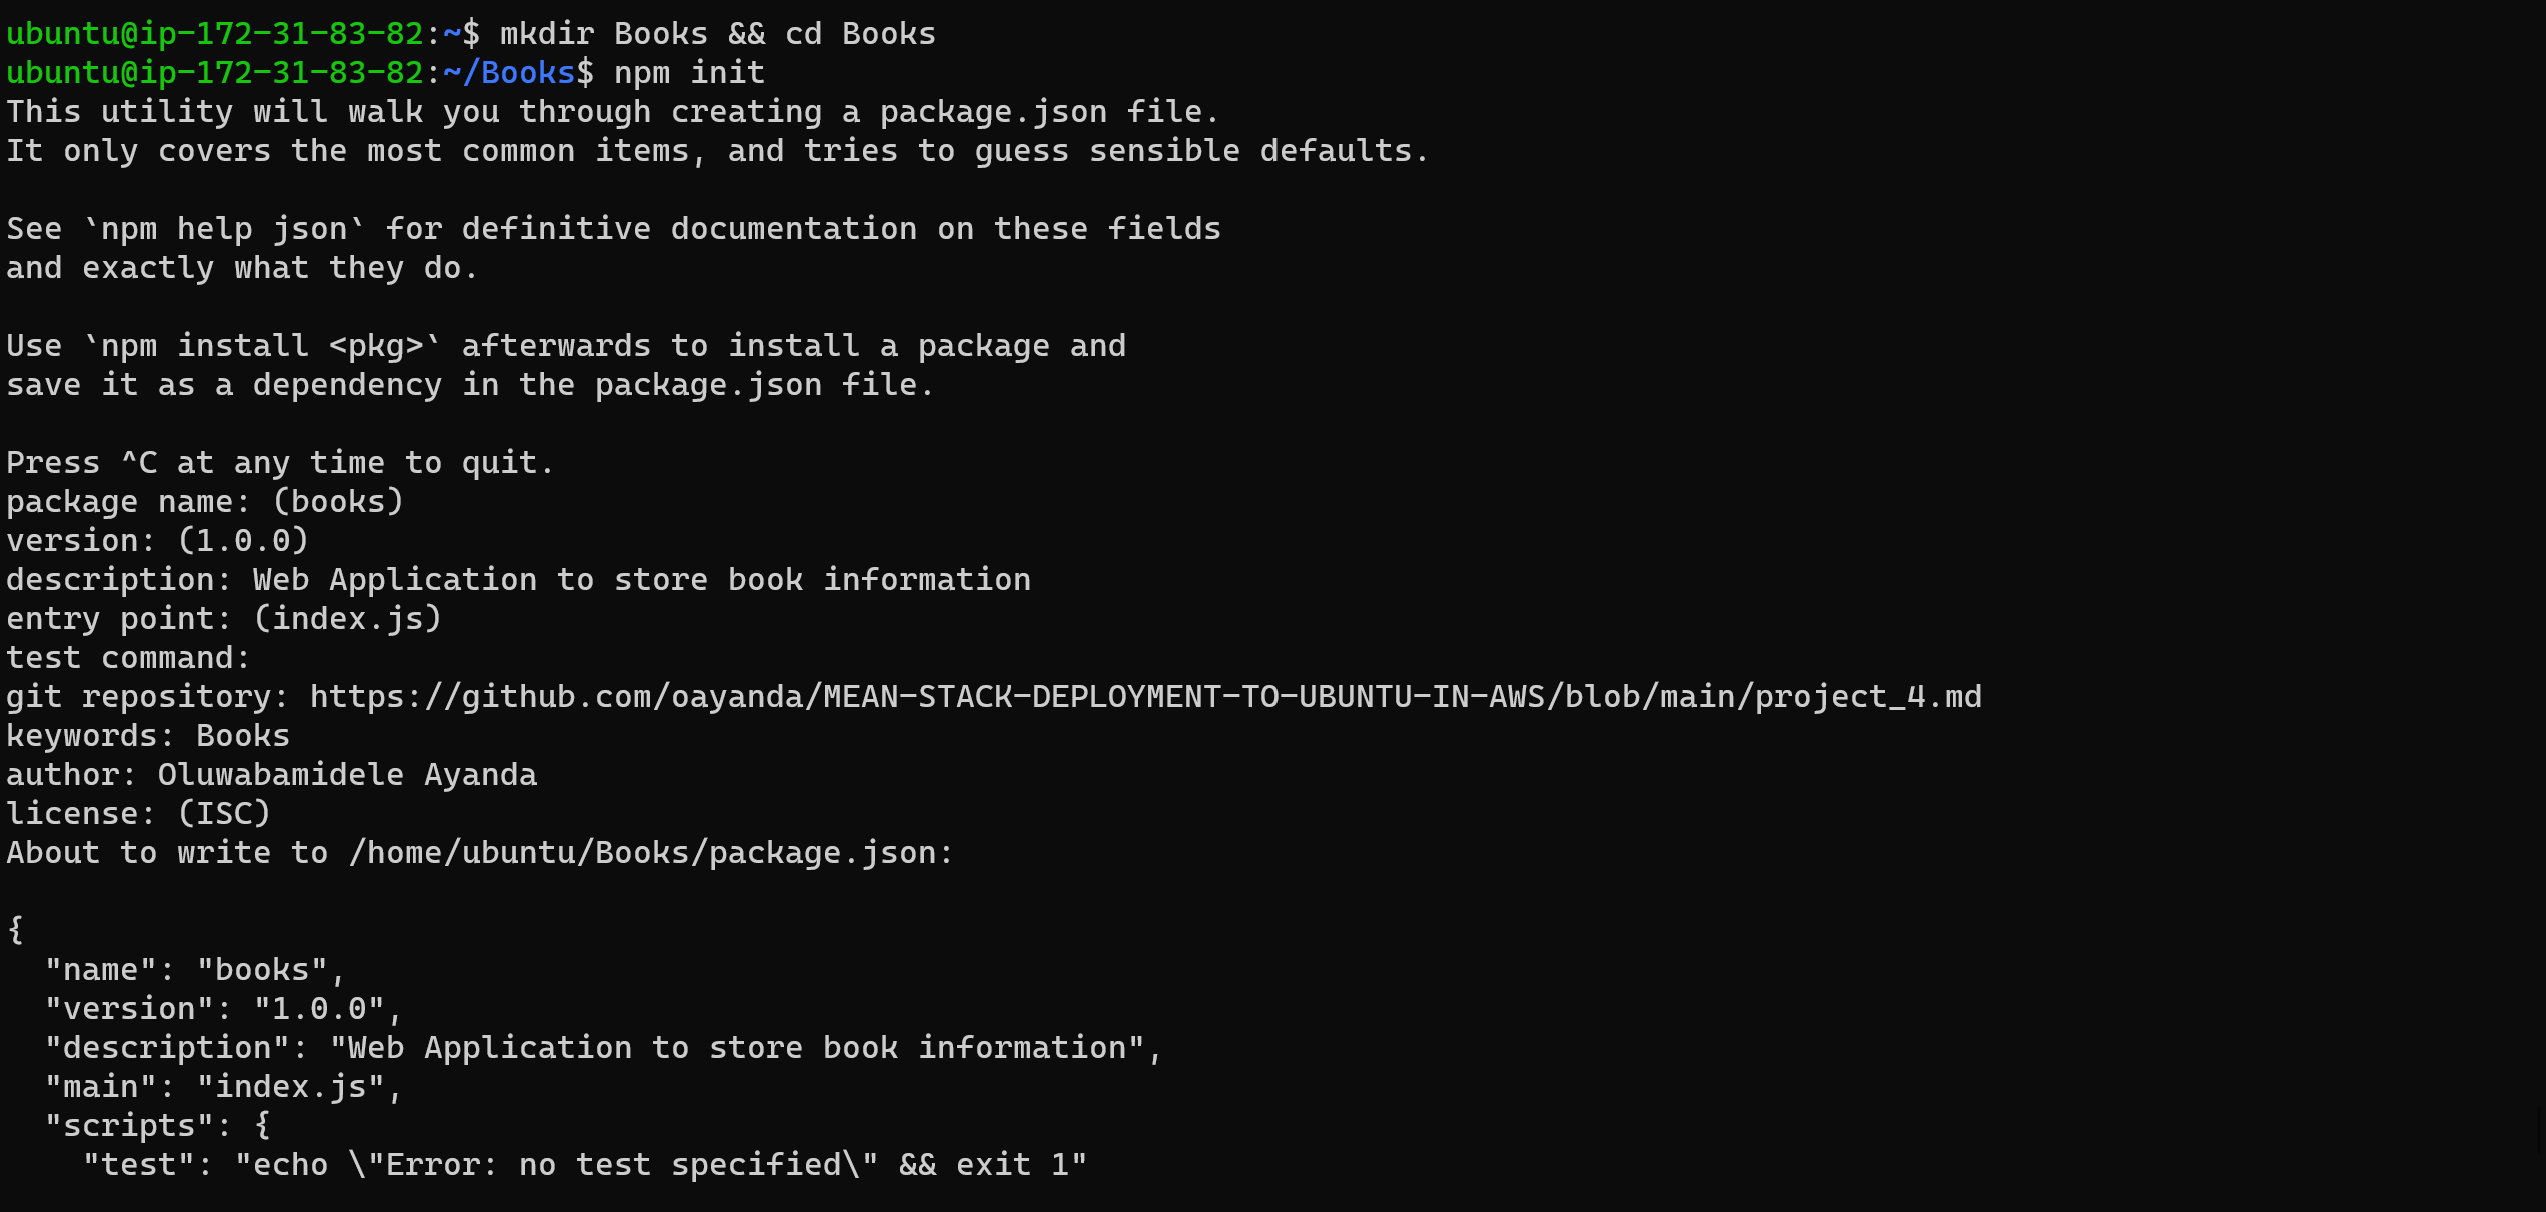 ubuntu@ip-172-31-83-82:~$ mkdir Books && cd Books
ubuntu@ip-172-31-83-82:~/Books$ npm init
This utility will walk you through creating a package.json file.
It only covers the most common items, and tries to guess sensible defaults.

See `npm help json` for definitive documentation on these fields
and exactly what they do.

Use `npm install <pkg>` afterwards to install a package and
save it as a dependency in the package.json file.

Press ^C at any time to quit.
package name: (books)
version: (1.0.0)
description: Web Application to store book information
entry point: (index.js)
test command:
git repository: https://github.com/oayanda/MEAN-STACK-DEPLOYMENT-TO-UBUNTU-IN-AWS/blob/main/project_4.md
keywords: Books
author: Oluwabamidele Ayanda
license: (ISC)
About to write to /home/ubuntu/Books/package.json:

{
  "name": "books",
  "version": "1.0.0",
  "description": "Web Application to store book information",
  "main": "index.js",
  "scripts": {
    "test": "echo \"Error: no test specified\" && exit 1"